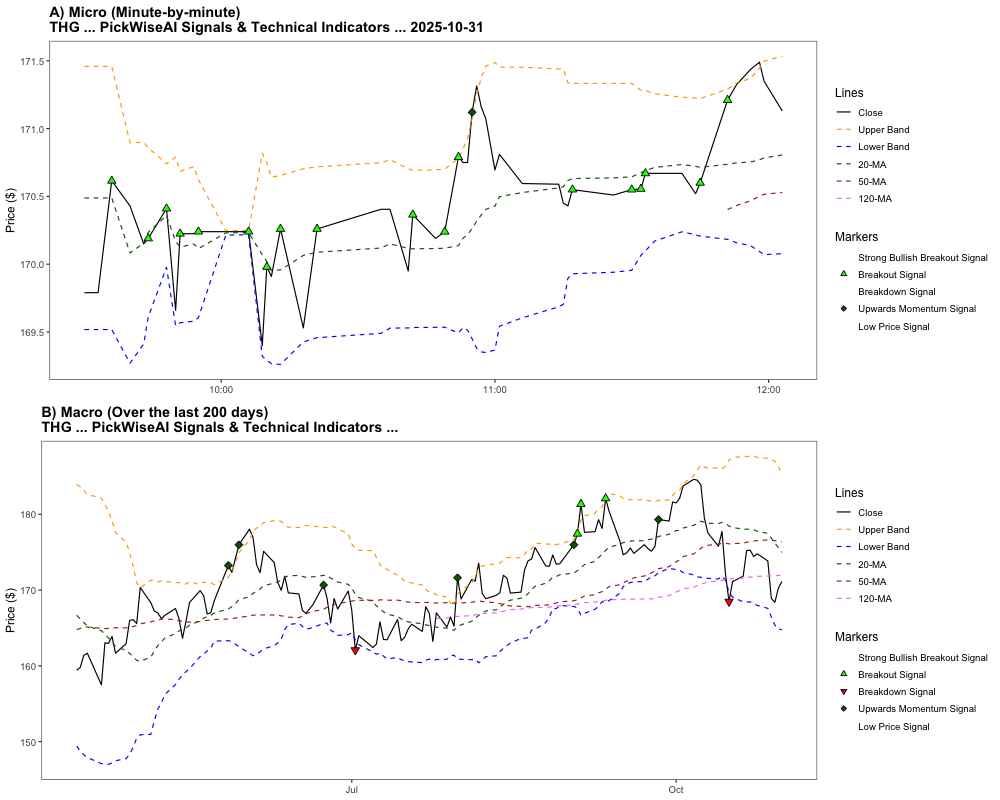 A) Micro (Minute-by-minute)
THG ... PickWiseAI Signals & Technical Indicators ... 2025-10-31
Price ($)
171.5
171.0
170.5
170.0
169.5
10:00
11:00
12:00
Lines
Close
Upper Band
Lower Band
20-MA
50-MA
120-MA
Markers
Strong Bullish Breakout Signal
Breakout Signal
Breakdown Signal
Upwards Momentum Signal
Low Price Signal
B) Macro (Over the last 200 days)
THG ... PickWiseAI Signals & Technical Indicators ...
Price ($)
180
170
160
150
Jul
Oct
Lines
Close
Upper Band
Lower Band
20-MA
50-MA
120-MA
Markers
Strong Bullish Breakout Signal
Breakout Signal
Breakdown Signal
Upwards Momentum Signal
Low Price Signal